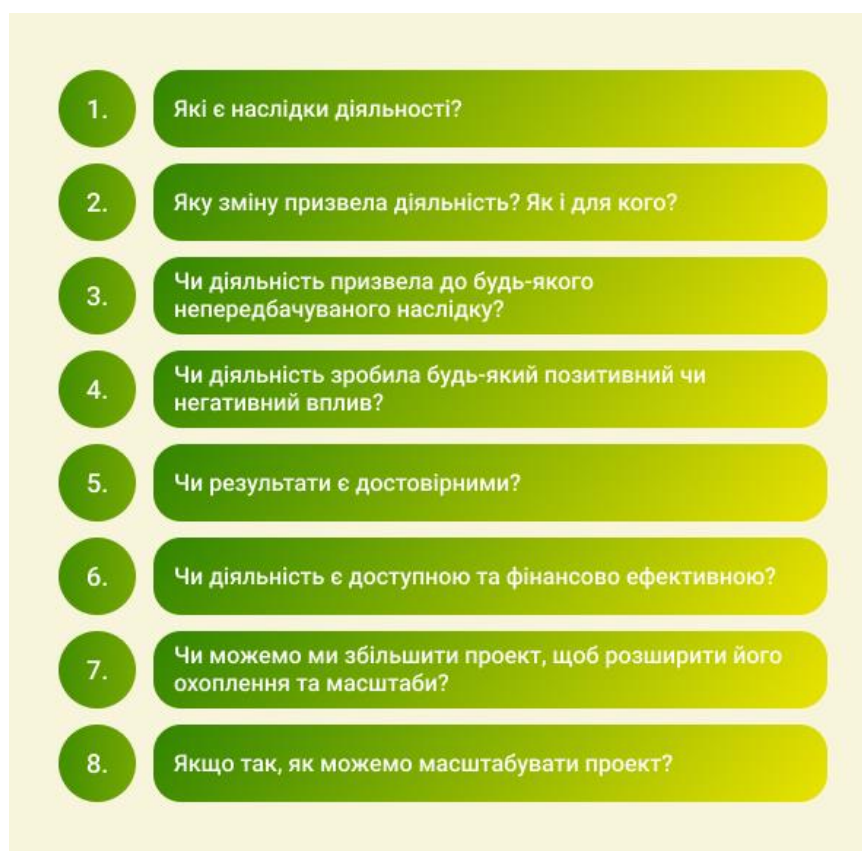 1.
Які є наслідки діяльності?
2.
Яку зміну призвела діяльність? Як і для кого?
3.
Чи діяльність призвела до будь-якого
непередбачуваного наслідку?
4.
Чи діяльність зробила будь-який позитивний чи
негативний вплив?
5.
Чи результати є достовірними?
6.
Чи діяльність є доступною та фінансово ефективною?
7.
Чи можемо ми збільшити проект, щоб розширити його
охоплення та масштаби?
8.
Якщо так, як можемо масштабувати проект?